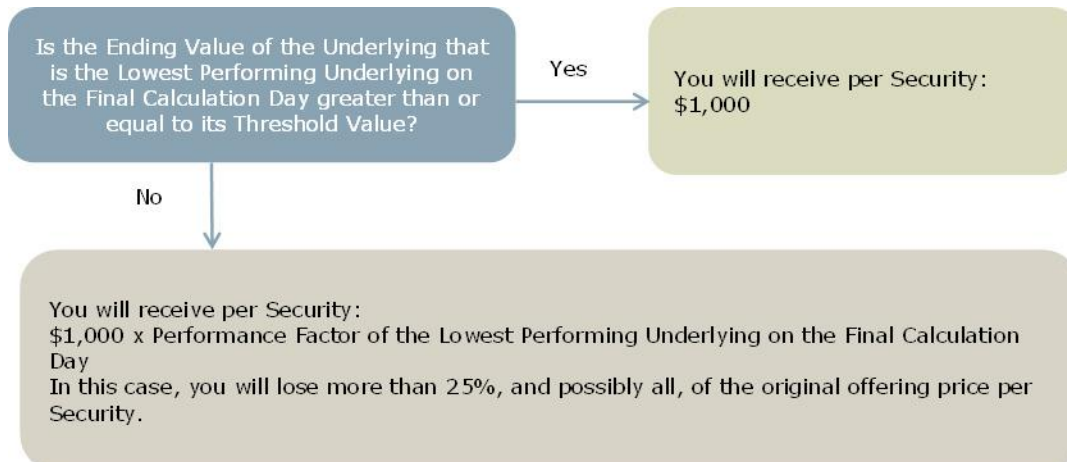 Is the Ending Value of the Underlying that
is the Lowest Performing Underlying on
the Final Calculation Day greater than or
equal to its Threshold Value?
Yes
You will receive per Security:
$1,000
No
You will receive per Security:
$1,000 x Performance Factor of the Lowest Performing Underlying on the Final Calculation
Day
In this case, you will lose more than 25%, and possibly all, of the original offering price per
Security.